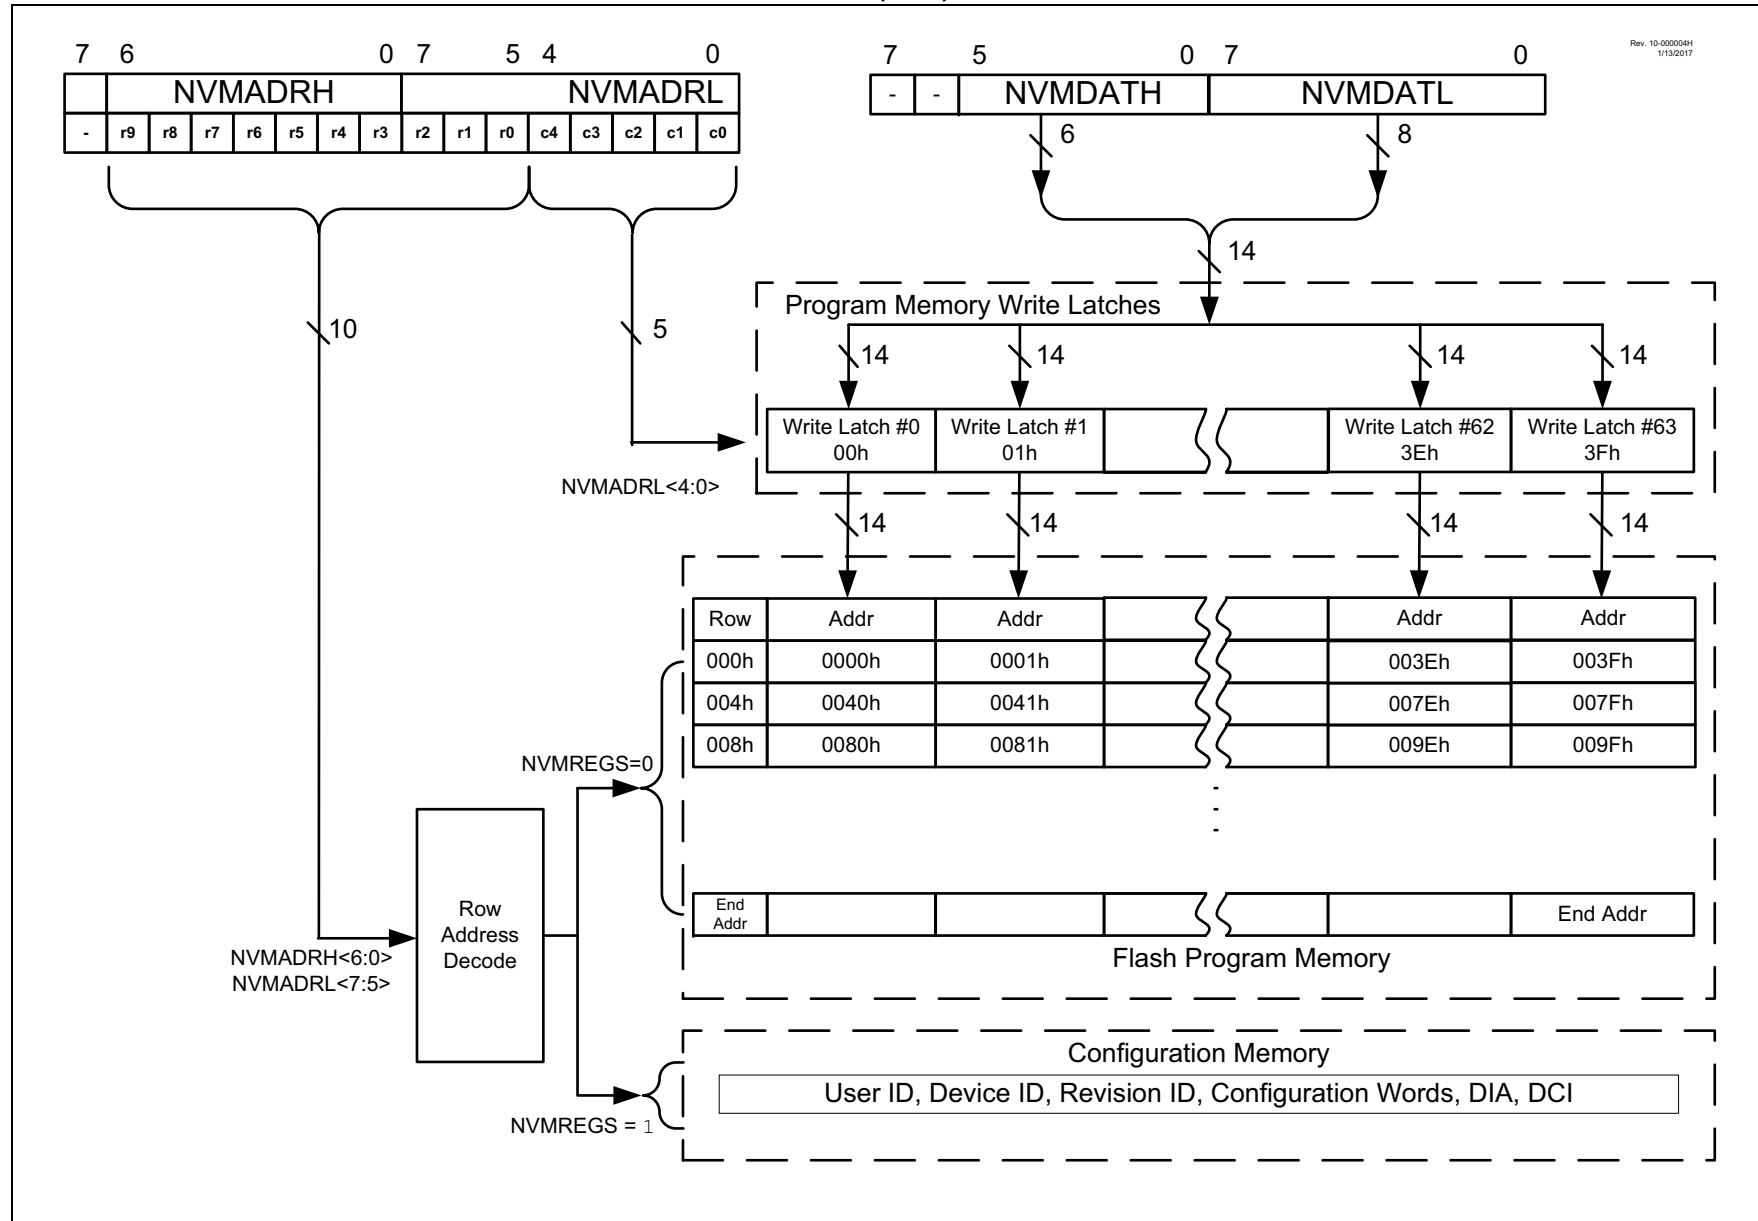 7 6 0 7 5 4 0
NVMADRH NVMADRL
- r9 r8 r7 r6 r5 r4 r3 r2 r1 r0 c4 c3 c2 c1 c0
7 5 0 7 0
- - NVMDATH NVMDATL
Rev. 10-000004H
1/13/2017
6 8
14
10
5
Program Memory Write Latches
14 14 14 14
Write Latch #0 Write Latch #1 Write Latch #62 Write Latch #63
00h 01h 3Eh 3Fh
NVMADRL<4:0>
14 14 14 14
Row Addr Addr Addr Addr
000h 0000h 0001h 003Eh 003Fh
004h 0040h 0041h 007Eh 007Fh
008h 0080h 0081h 009Eh 009Fh
NVMREGS=0
Row
Address
Decode
NVMADRH<6:0>
NVMADRL<7:5>
End
Addr
End Addr
Flash Program Memory
Configuration Memory
User ID, Device ID, Revision ID, Configuration Words, DIA, DCI
NVMREGS = 1